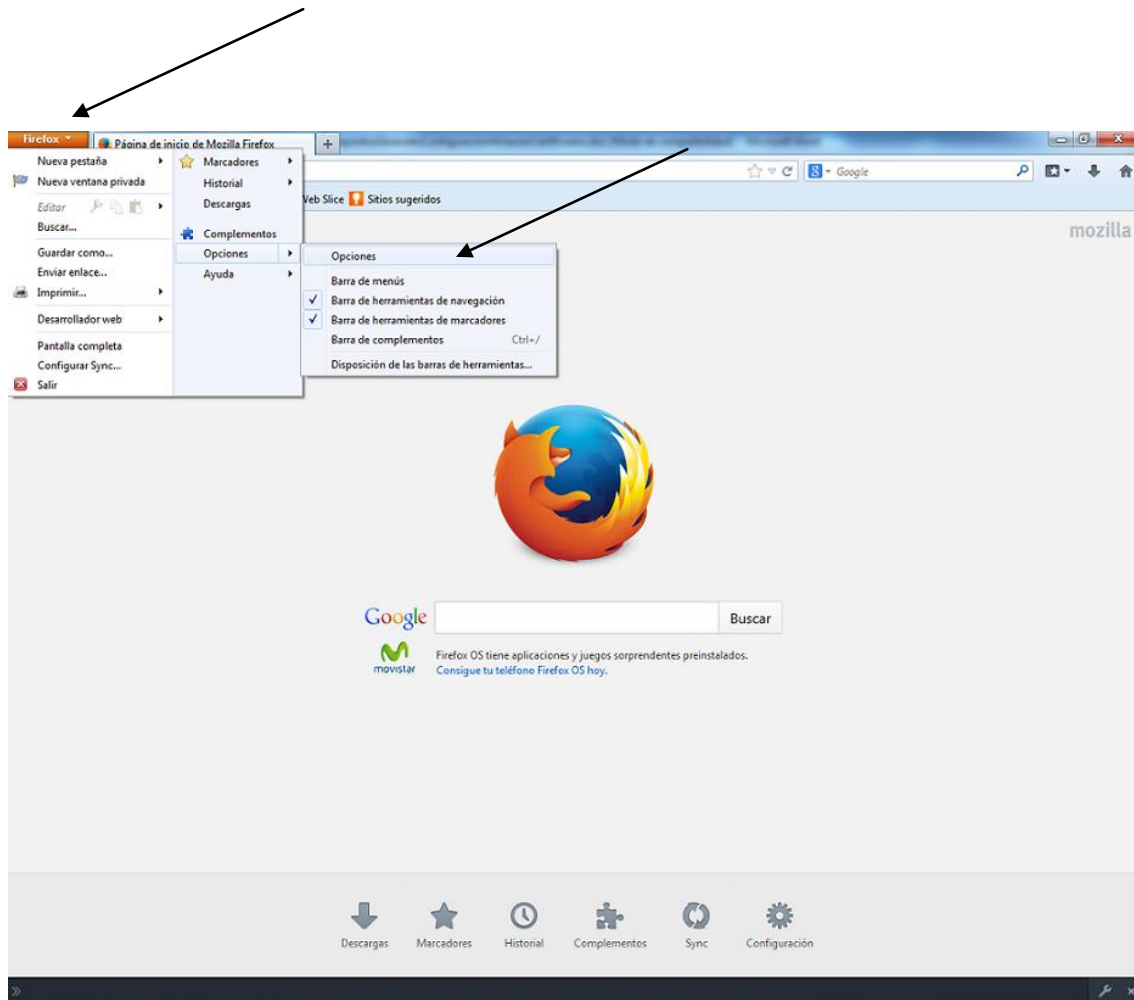 Firefox
Página de inicio de Mozilla Firefox
Google
Web Slice
Sitios sugeridos
mozilla
Nueva pestaña
Nueva ventana privada
Editar
Buscar...
Guardar como...
Enviar enlace...
Imprimir...
Desarrollador web
Pantalla completa
Configurar Sync...
Salir
Marcadores
Historial
Descargas
Complementos
Opciones
Ayuda
Opciones
Barra de menús
Barra de herramientas de navegación
Barra de herramientas de marcadores
Barra de complementos Ctrl+/
Disposición de las barras de herramientas...
Google
Buscar
movistar
Firefox OS tiene aplicaciones y juegos sorprendentes preinstalados.
Consigue tu teléfono Firefox OS hoy.
Descargas
Marcadores
Historial
Complementos
Sync
Configuración